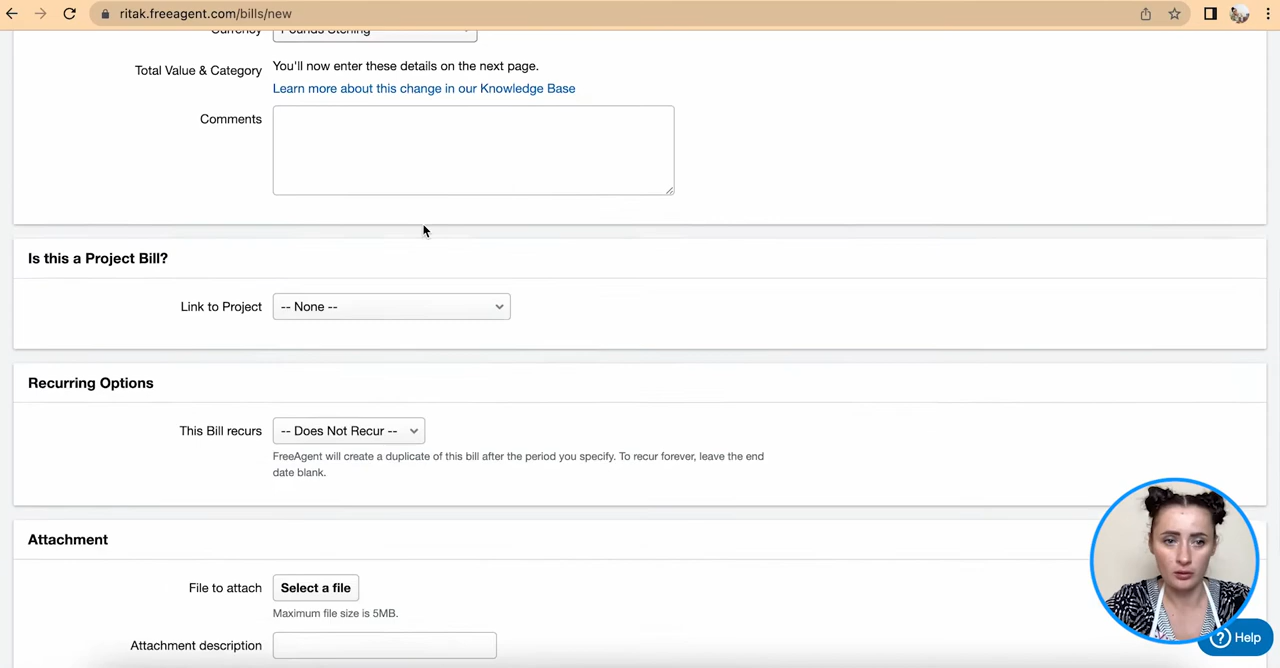 ritak.freeagent.com/bills/new
Currency Pounds Sterling
Total Value & Category You'll now enter these details on the next page.
Learn more about this change in our Knowledge Base
Comments
Is this a Project Bill?
Link to Project -- None --
Recurring Options
This Bill recurs -- Does Not Recur --
FreeAgent will create a duplicate of this bill after the period you specify. To recur forever, leave the end
date blank.
Attachment
File to attach Select a file
Maximum file size is 5MB.
Attachment description
Help